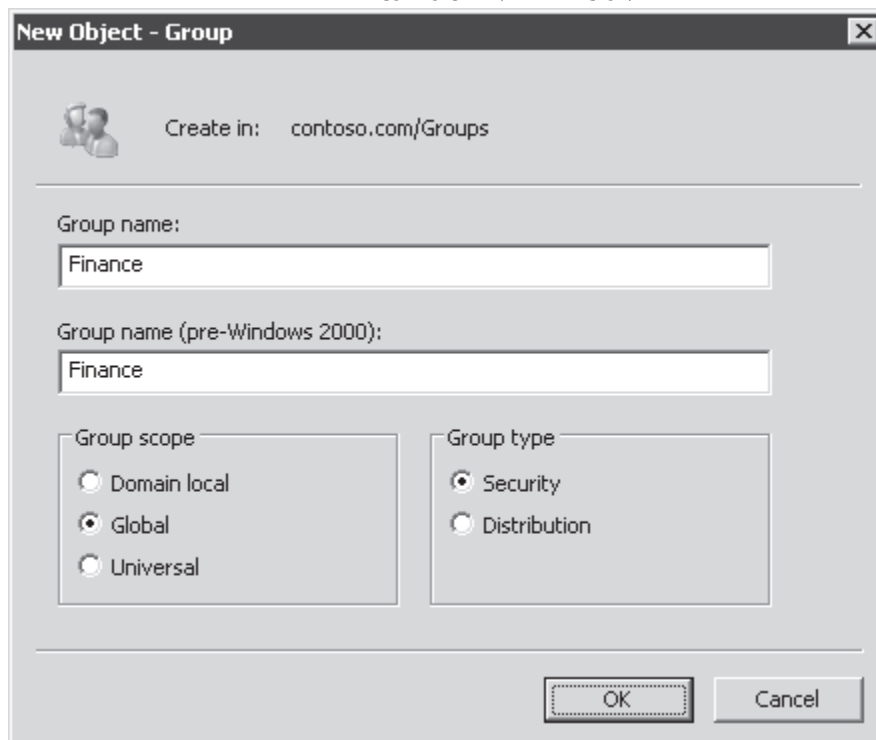 New Object - Group
Create in: contoso.com/Groups
Group name:
Finance
Group name (pre-Windows 2000):
Finance
Group scope
Domain local
Global
Universal
Group type
Security
Distribution
OK
Cancel